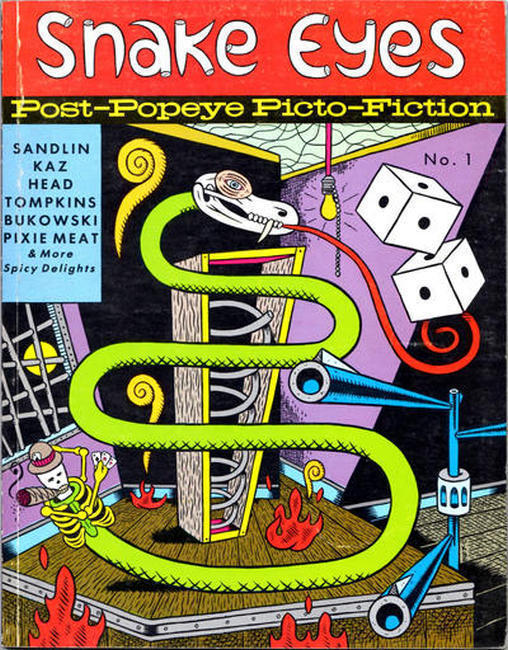 Snake Eyes
Post-Popeye Picto-Fiction
SANDLIN
KAZ
HEAD
TOMPKINS
BUKOWSKI
PIXIE MEAT
& More
Spicy Delights
No. 1